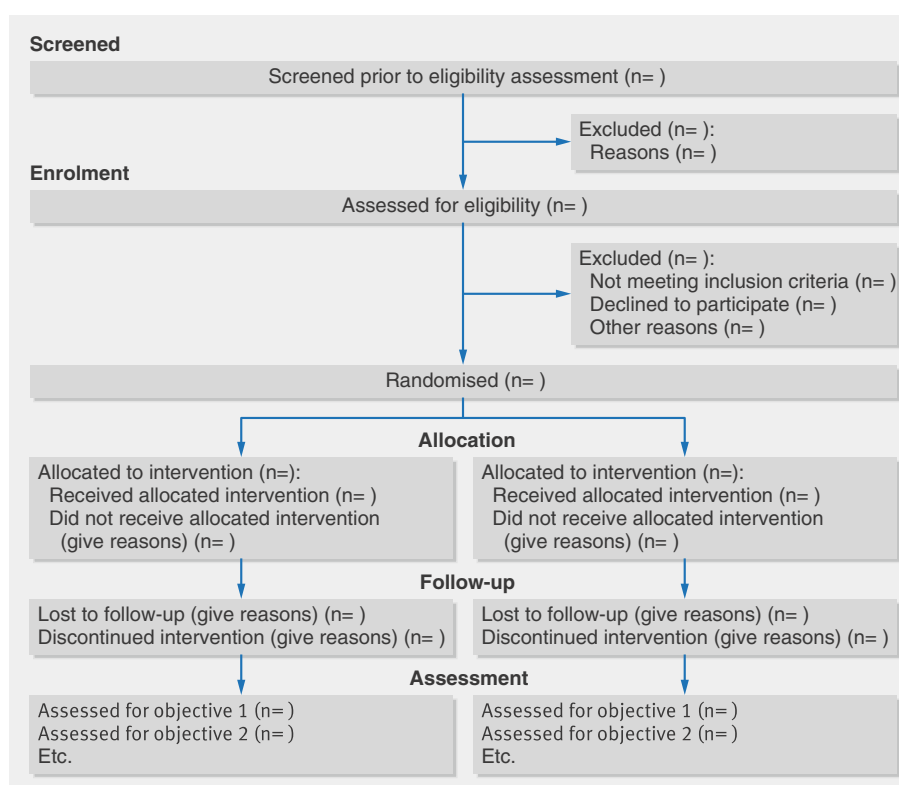 Screened
Screened prior to eligibility assessment (n= )
Excluded (n= ):
Reasons (n= )
Enrolment
Assessed for eligibility (n= )
Excluded (n= ):
Not meeting inclusion criteria (n= )
Declined to participate (n= )
Other reasons (n= )
Randomised (n= )
Allocation
Allocated to intervention (n=):
Received allocated intervention (n= )
Did not receive allocated intervention
(give reasons) (n= )
Allocated to intervention (n=):
Received allocated intervention (n= )
Did not receive allocated intervention
(give reasons) (n= )
Follow-up
Lost to follow-up (give reasons) (n= )
Discontinued intervention (give reasons) (n= )
Lost to follow-up (give reasons) (n= )
Discontinued intervention (give reasons) (n= )
Assessment
Assessed for objective 1 (n= )
Assessed for objective 2 (n= )
Etc.
Assessed for objective 1 (n= )
Assessed for objective 2 (n= )
Etc.